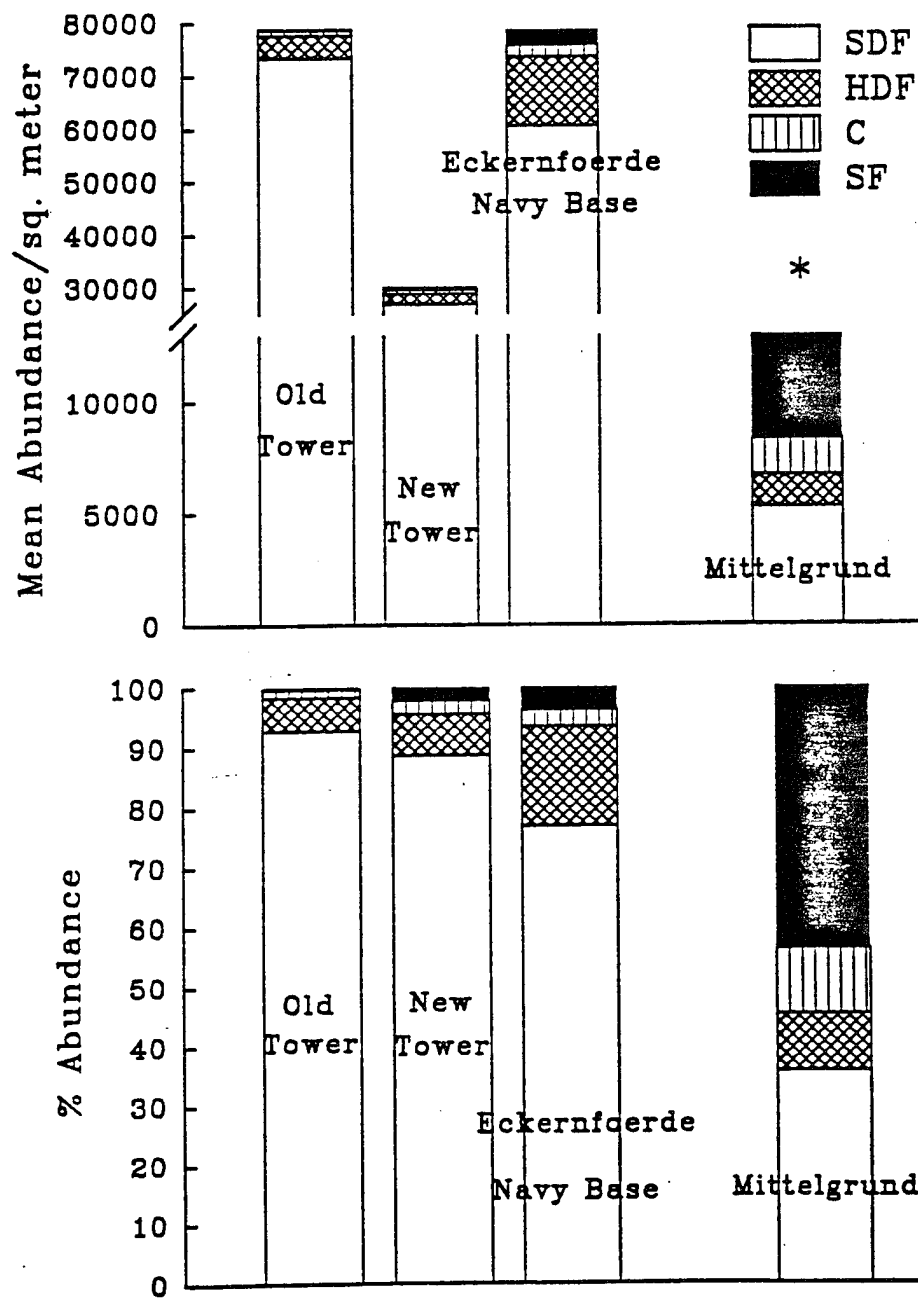 Mean Abundance/sq. meter
80000
70000
60000
50000
40000
30000
10000
5000
0
SDF
HDF
C
SF
*
Old
Tower
New
Tower
Eckernfoerde
Navy Base
Mittelgrund
% Abundance
100
90
80
70
60
50
40
30
20
10
0
Old
Tower
New
Tower
Eckernfoerde
Navy Base
Mittelgrund